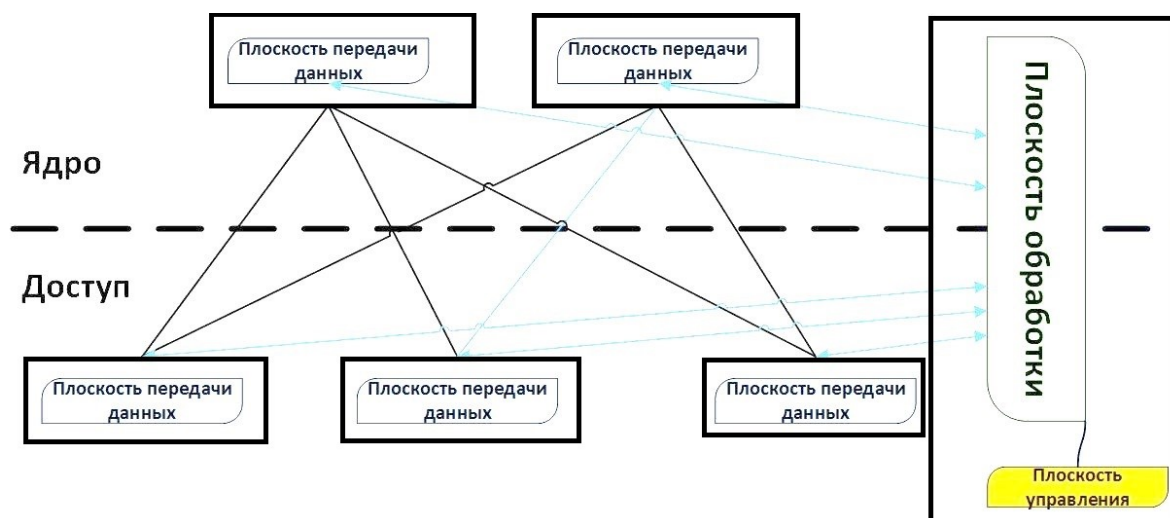 Плоскость передачи
данных
Плоскость передачи
данных
Ядро
Доступ
Плоскость передачи
данных
Плоскость передачи
данных
Плоскость передачи
данных
Плоскость обработки
Плоскость
управления